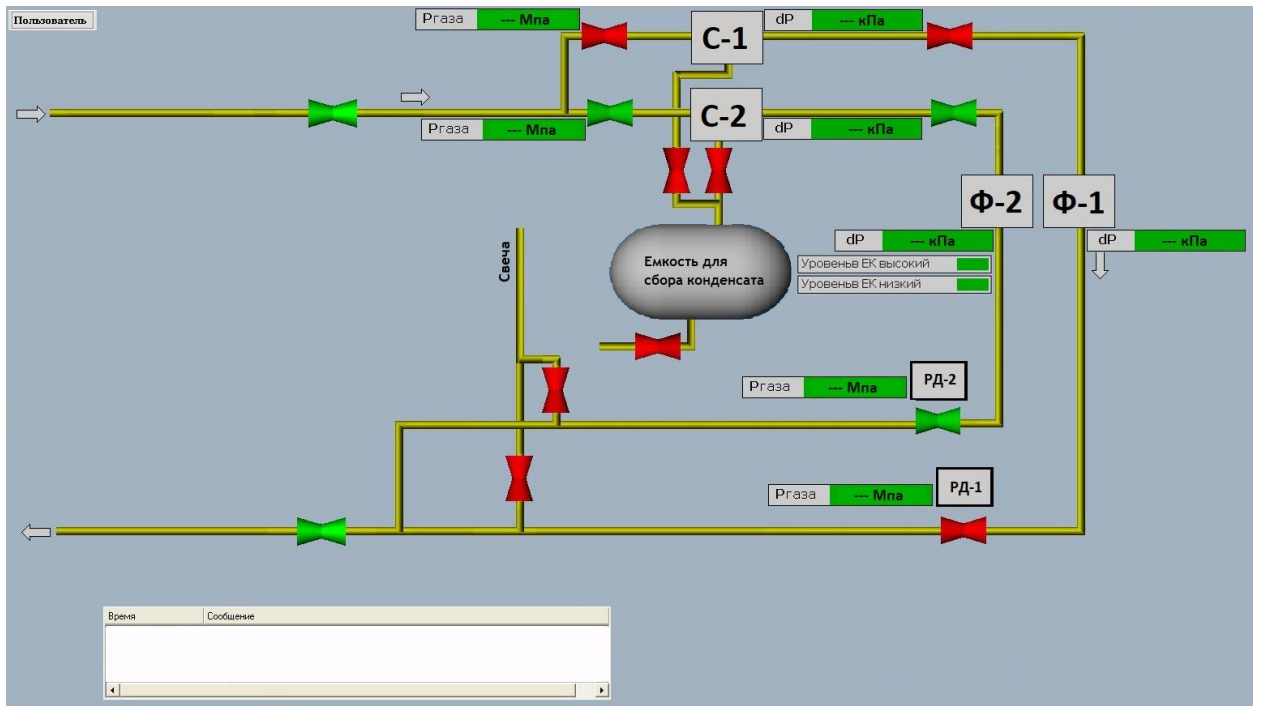 Пользователь
Pгаза --- Мпа
dP --- кПа
С-1
Pгаза --- Мпа
С-2
dP --- кПа
Ф-2
Ф-1
dP --- кПа
dP --- кПа
Свеча
Емкость для
сбора конденсата
Уровеньв ЕК высокий
Уровеньв ЕК низкий
Pгаза --- Мпа
РД-2
Pгаза --- Мпа
РД-1
Время Сообщение